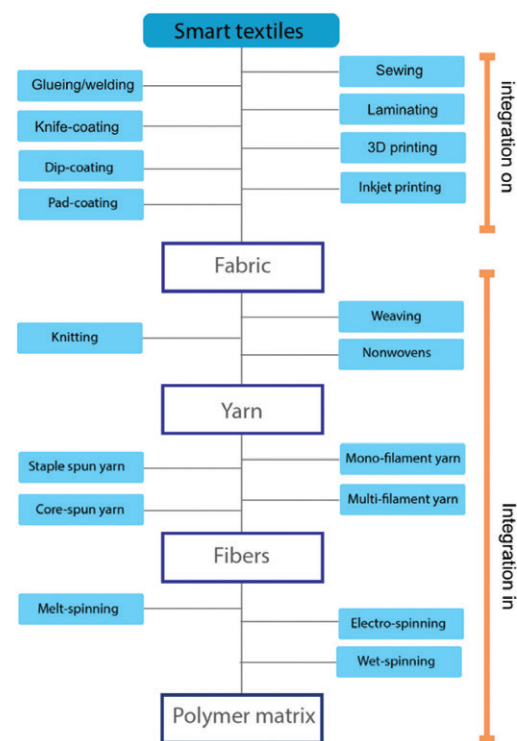 Smart textiles
Sewing
Glueing/welding
Laminating
Knife-coating
3D printing
Dip-coating
Inkjet printing
Pad-coating
integration on
Fabric
Weaving
Knitting
Nonwovens
Yarn
Mono-filament yarn
Staple spun yarn
Multi-filament yarn
Core-spun yarn
Fibers
Melt-spinning
Electro-spinning
Wet-spinning
Polymer matrix
Integration in